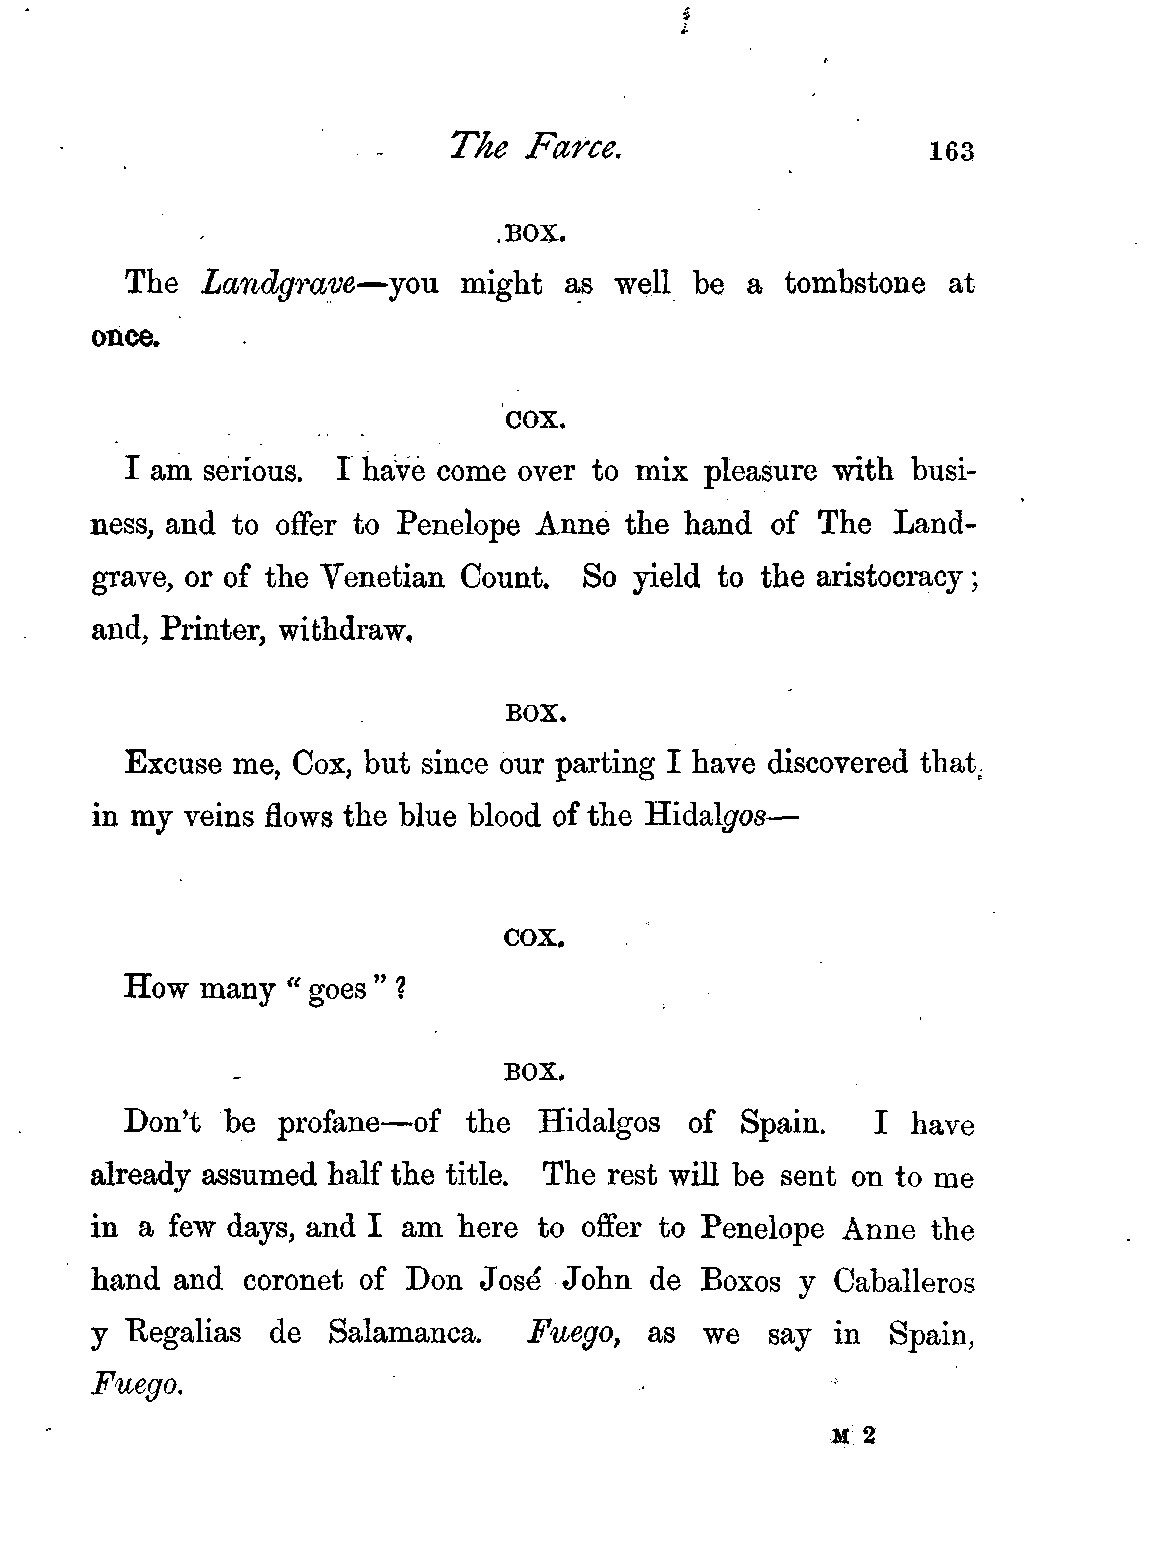 The Farce. 163
BOX.
The Landgrave—you might as well be a tombstone at
once.
COX.
I am serious. I have come over to mix pleasure with busi-
ness, and to offer to Penelope Anne the hand of The Land-
grave, or of the Venetian Count. So yield to the aristocracy;
and, Printer, withdraw.
BOX.
Excuse me, Cox, but since our parting I have discovered that
in my veins flows the blue blood of the Hidalgos—
COX.
How many “goes”?
BOX.
Don't be profane—of the Hidalgos of Spain. I have
already assumed half the title. The rest will be sent on to me
in a few days, and I am here to offer to Penelope Anne the
hand and coronet of Don José John de Boxos y Caballeros
y Regalias de Salamanca. Fuego, as we say in Spain,
Fuego.
M 2